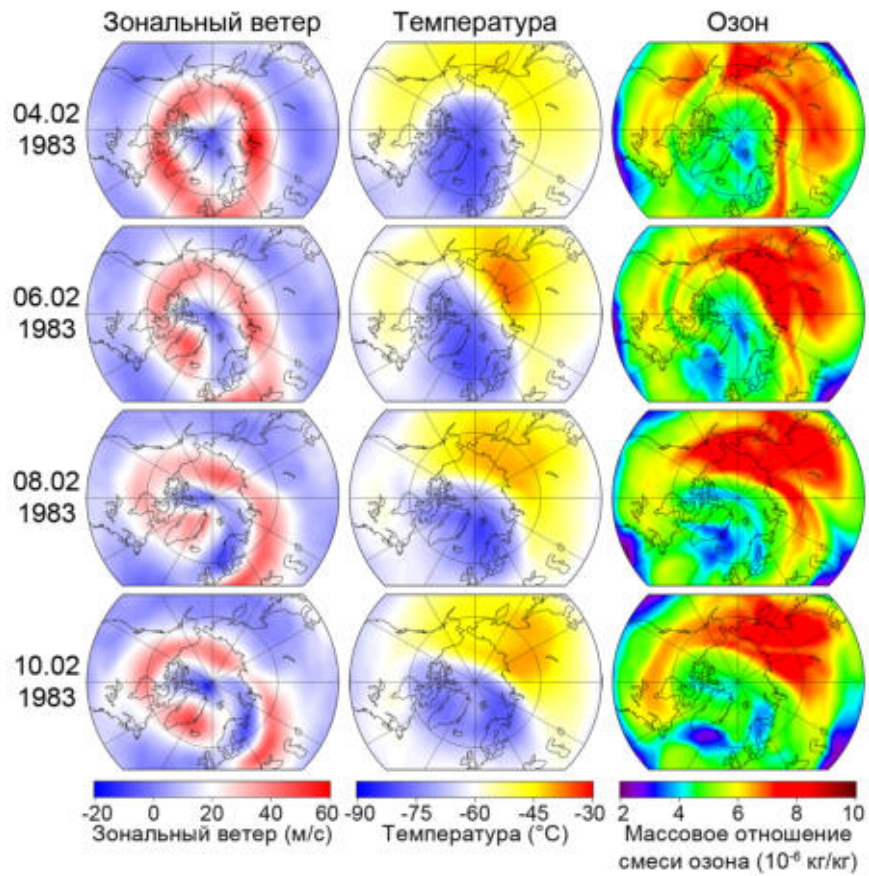 Зональный ветер Температура Озон
04.02
1983
06.02
1983
08.02
1983
10.02
1983
-20 0 20 40 60 -90 -75 -60 -45 -30 2 4 6 8 10
Зональный ветер (м/с) Температура (°C) Массовое отношение
смеси озона (10⁻⁶ кг/кг)